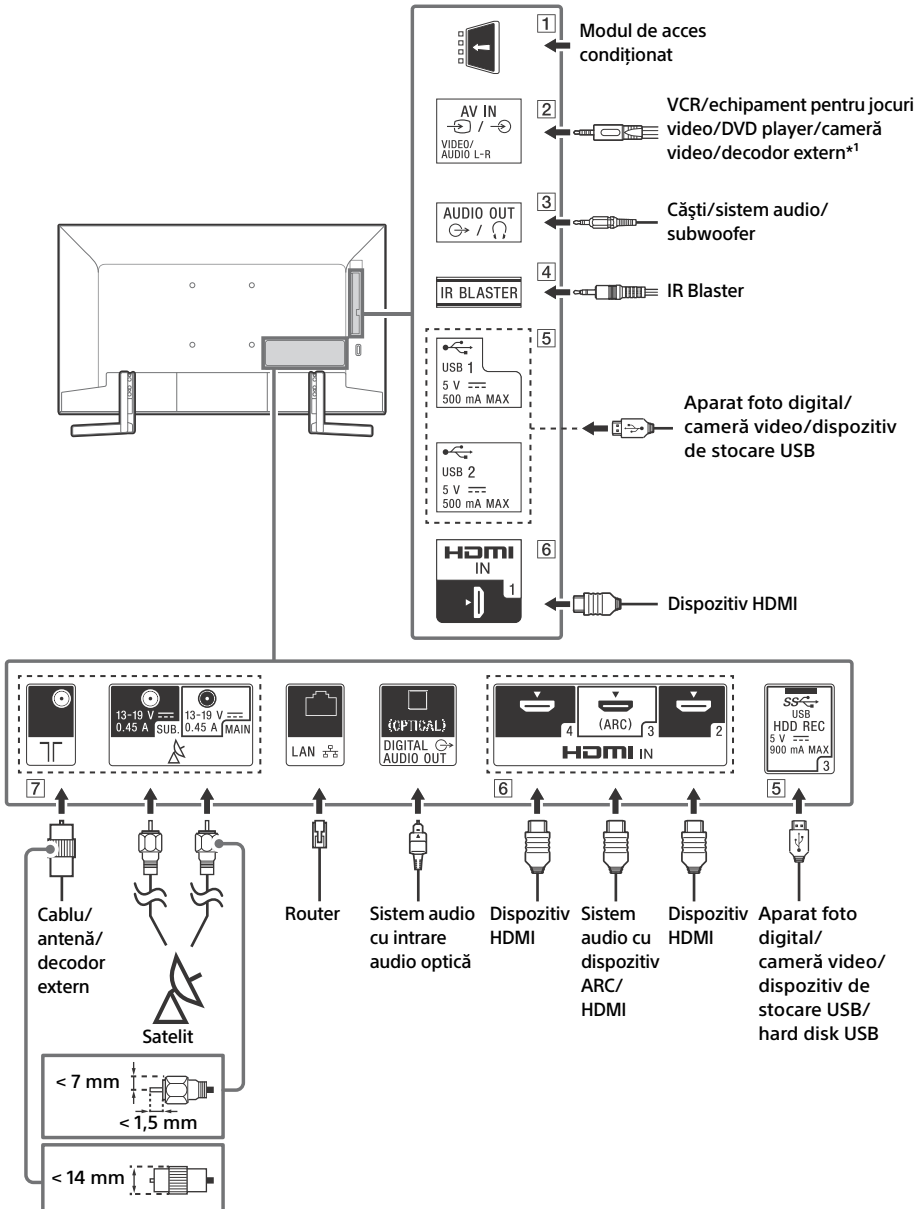 1
Modul de acces
condiționat
AV IN
/
VIDEO/
AUDIO L-R
2
VCR/echipament pentru jocuri
video/DVD player/cameră
video/decodor extern*1
AUDIO OUT
/
3
Căşti/sistem audio/
subwoofer
4
IR BLASTER
IR Blaster
5
USB 1
5 V
500 mA MAX
Aparat foto digital/
cameră video/dispozitiv
de stocare USB
USB 2
5 V
500 mA MAX
6
HDMI
IN
1
Dispozitiv HDMI
13-19 V
0.45 A
SUB.
13-19 V
0.45 A
MAIN
LAN
(OPTICAL)
DIGITAL
AUDIO OUT
4
(ARC)
3
2
HDMI IN
SS
USB
HDD REC
5 V
900 mA MAX
3
7
6
5
Cablu/
antenă/
decodor
extern
Satelit
Router
Sistem audio
cu intrare
audio optică
Dispozitiv
HDMI
Sistem
audio cu
dispozitiv
ARC/
HDMI
Dispozitiv
HDMI
Aparat foto
digital/
cameră video/
dispozitiv de
stocare USB/
hard disk USB
< 7 mm
< 1,5 mm
< 14 mm